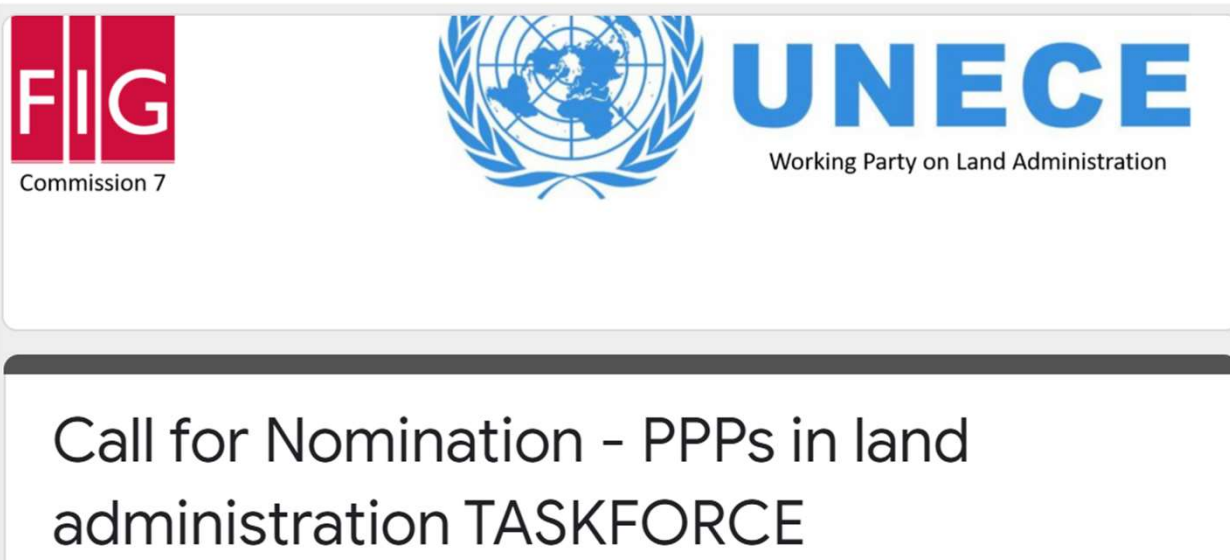 FIG
UNECE
Commission 7
Working Party on Land Administration
Call for Nomination - PPPs in land
administration TASKFORCE